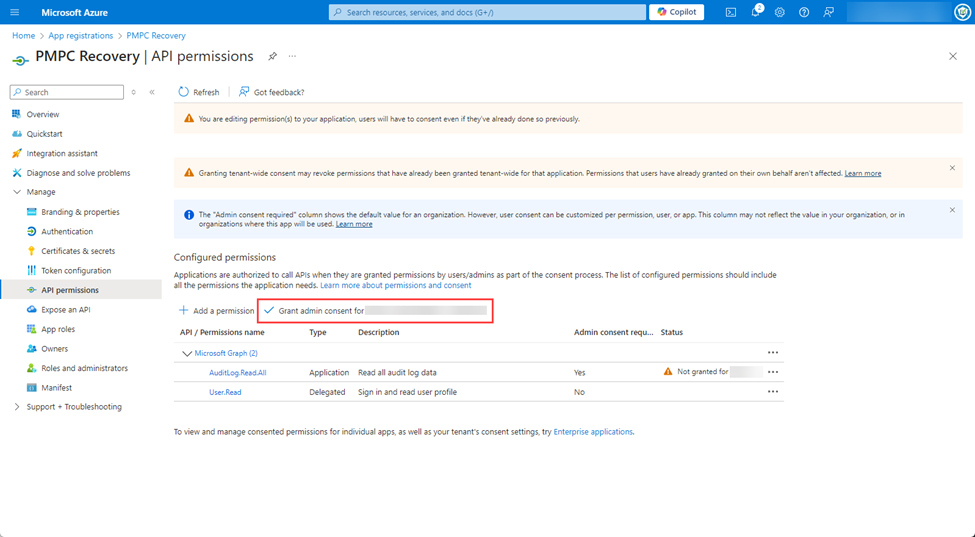 Microsoft Azure
Search resources, services, and docs (G+/)
Copilot
2
Home > App registrations > PMPC Recovery
PMPC Recovery | API permissions
Search
Refresh
Got feedback?
You are editing permission(s) to your application, users will have to consent even if they've already done so previously.
Granting tenant-wide consent may revoke permissions that have already been granted tenant-wide for that application. Permissions that users have already granted on their own behalf aren't affected. Learn more
The "Admin consent required" column shows the default value for an organization. However, user consent can be customized per permission, user, or app. This column may not reflect the value in your organization, or in
organizations where this app will be used. Learn more
Overview
Quickstart
Integration assistant
Diagnose and solve problems
Manage
Branding & properties
Authentication
Certificates & secrets
Token configuration
API permissions
Expose an API
App roles
Owners
Roles and administrators
Manifest
Support + Troubleshooting
Configured permissions
Applications are authorized to call APIs when they are granted permissions by users/admins as part of the consent process. The list of configured permissions should include
all the permissions the application needs. Learn more about permissions and consent
Add a permission
Grant admin consent for
API / Permissions name Type Description Admin consent requ... Status
Microsoft Graph (2)
AuditLog.Read.All Application Read all audit log data Yes Not granted for
User.Read Delegated Sign in and read user profile No
To view and manage consented permissions for individual apps, as well as your tenant's consent settings, try Enterprise applications.